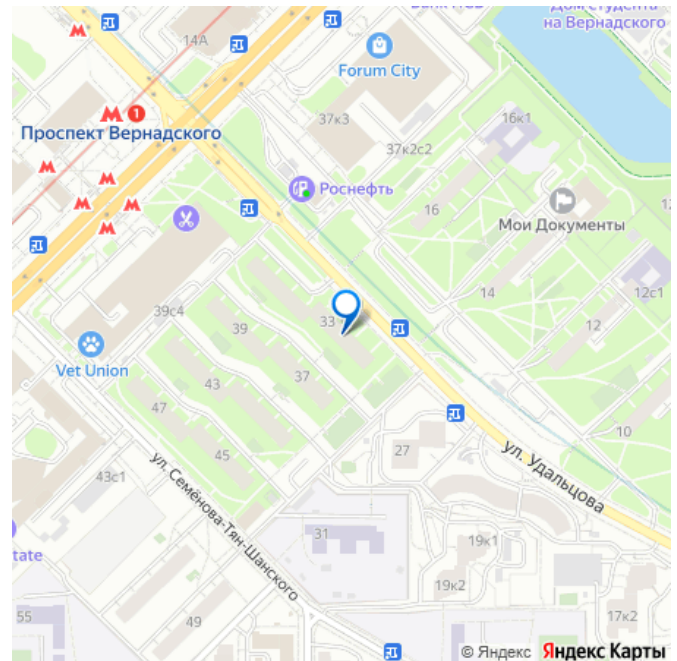 Дом студента
на Вернадского
14А
Forum City
37к3
16к1
1
Проспект Вернадского
37к2с2
Роснефть
16
Мои Документы
12с1
14
39с4
33
12
39
Vet Union
37
43
47
10
ул. Удальцова
45
27
43с1
ул. Семёнова-Тян-Шанского
31
19к1
tate
19к2
55
49
17к2
© Яндекс Яндекс Карты